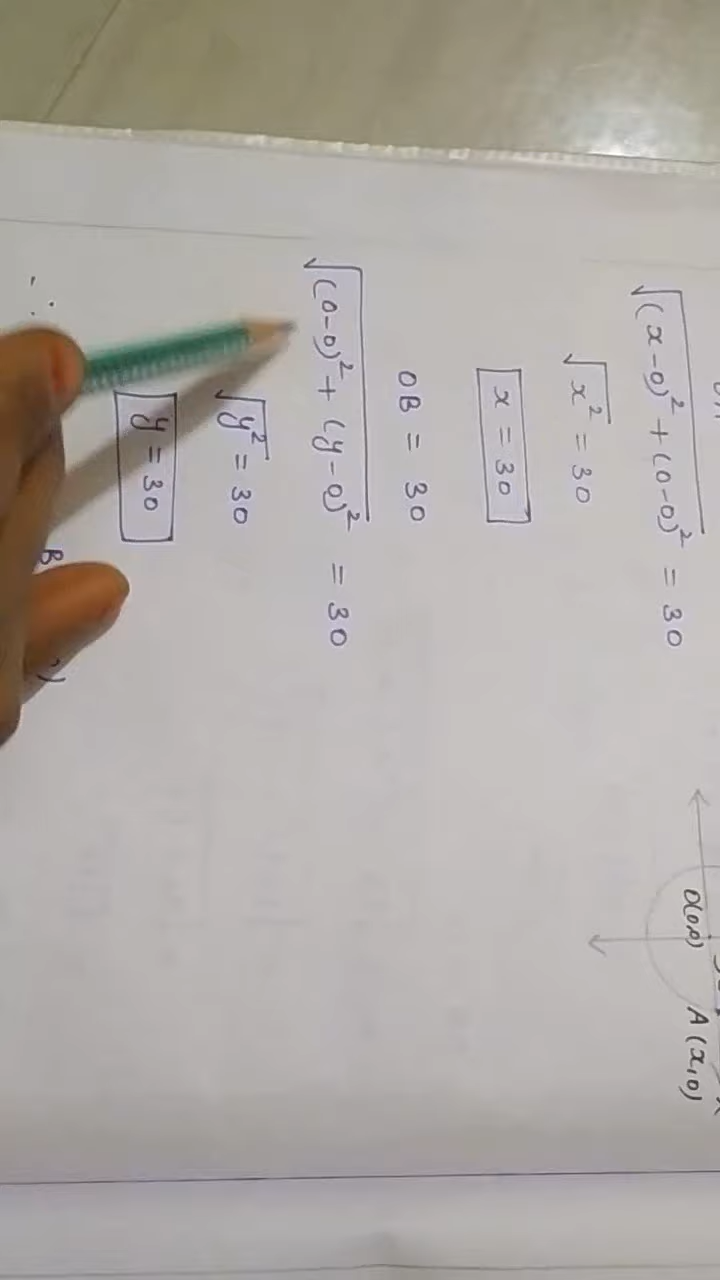 √(x-0)² + (0-0)² = 30
√x² = 30
x = 30
OB = 30
√(0-0)² + (y-0)² = 30
√y² = 30
y = 30
B
O(0,0)
A(x,0)